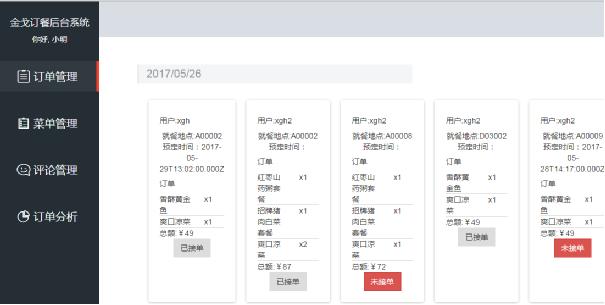 金戈订餐后台系统
你好, 小明
订单管理
菜单管理
评论管理
订单分析
2017/05/26
用户:xgh
就餐地点:A00002
预定时间：2017-
05-
29T13:02:00.000Z
订单
香酥黄金 x1
鱼
爽口凉菜 x1
总额:￥49
已接单
用户:xgh2
就餐地点:A00002
预定时间：
订单
红枣山 x1
药粥套
餐
招牌猪 x1
肉白菜
套餐
爽口凉 x2
菜
总额:￥87
已接单
用户:xgh2
就餐地点:A00008
预定时间：
订单
红枣山 x1
药粥套
餐
招牌猪 x1
肉白菜
套餐
爽口凉 x1
菜
总额:￥72
未接单
用户:xgh2
就餐地点:D03002
预定时间：
订单
香酥黄 x1
金鱼
爽口凉 x1
菜
总额:￥49
已接单
用户:xgh2
就餐地点:A00009
预定时间：2017-
05-
28T14:17:00.000Z
订单
香酥黄金 x1
鱼
爽口凉菜 x1
总额:￥49
未接单